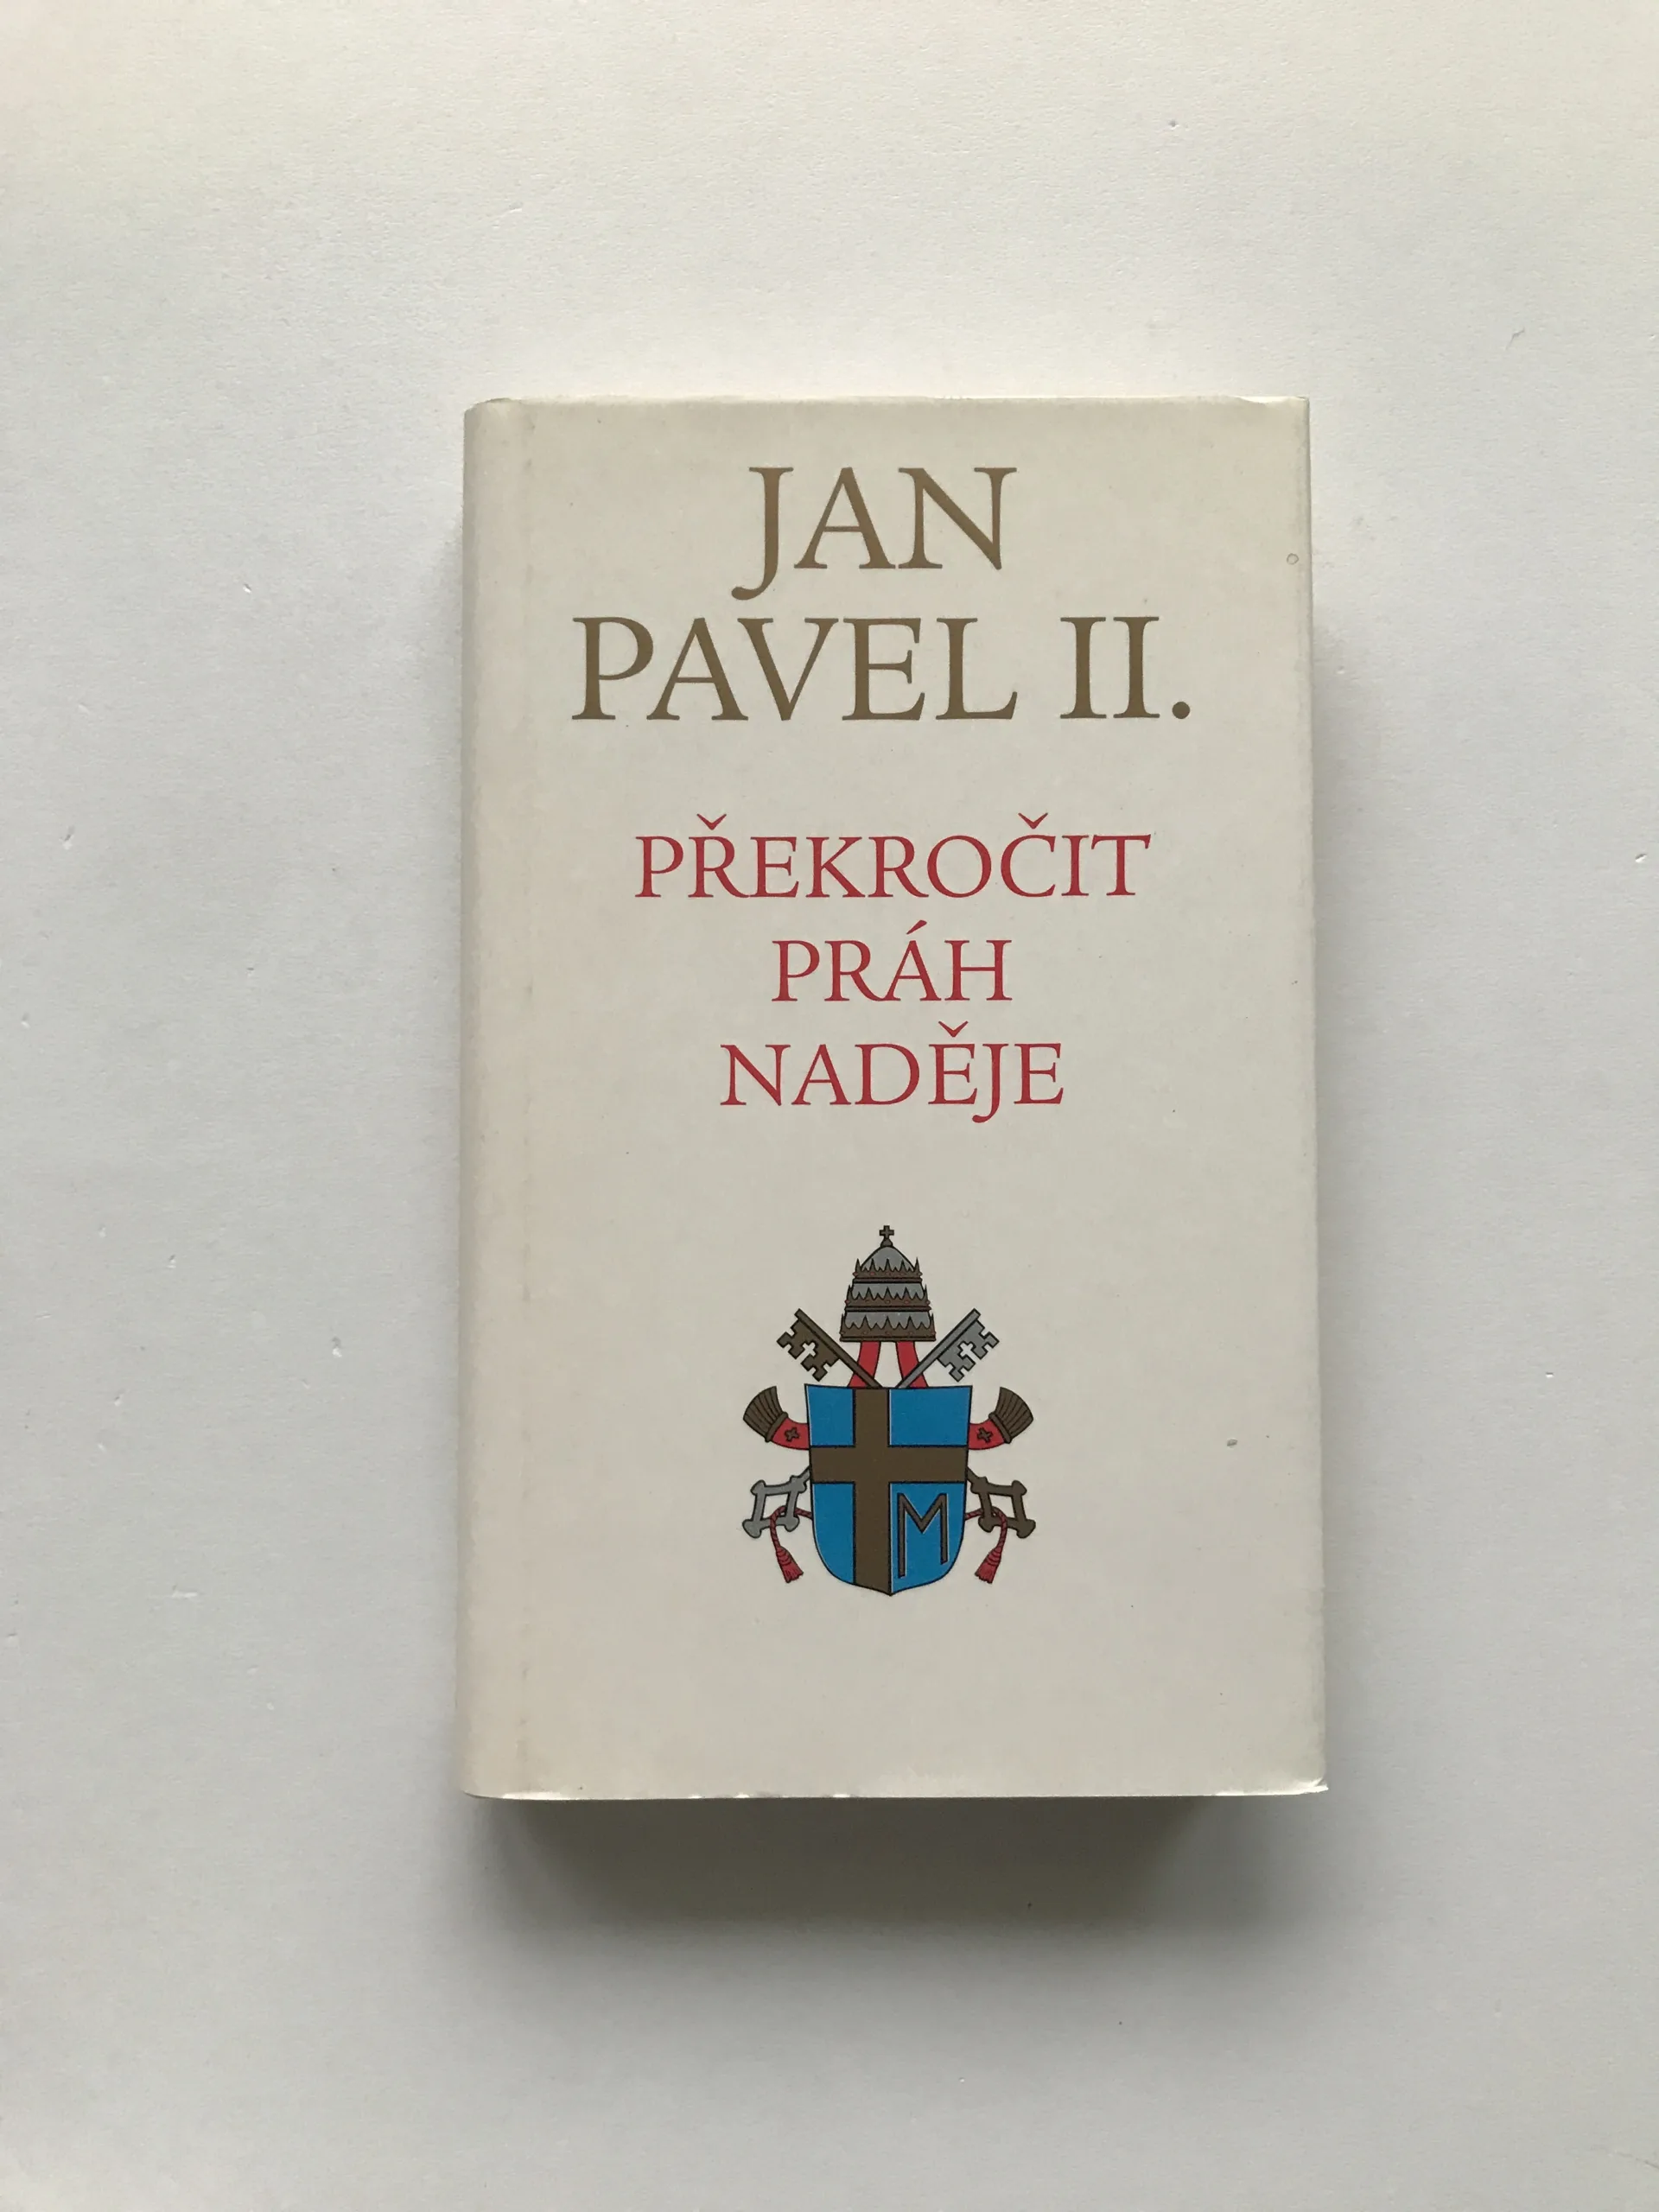 JAN
PAVEL II.
PŘEKROČIT
PRÁH
NADĚJE
M